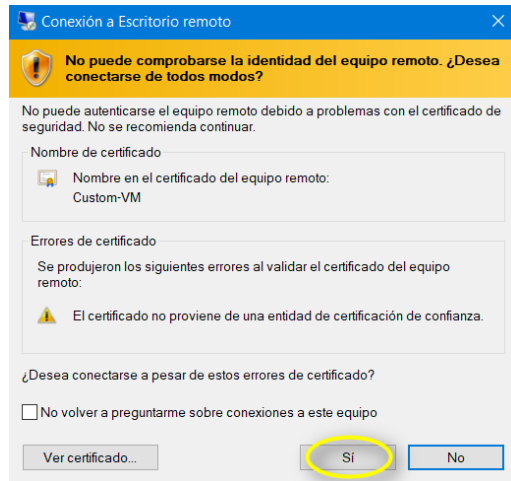 Conexión a Escritorio remoto
No puede comprobarse la identidad del equipo remoto. ¿Desea
conectarse de todos modos?
No puede autenticarse el equipo remoto debido a problemas con el certificado de
seguridad. No se recomienda continuar.
Nombre de certificado
Nombre en el certificado del equipo remoto:
Custom-VM
Errores de certificado
Se produjeron los siguientes errores al validar el certificado del equipo
remoto:
El certificado no proviene de una entidad de certificación de confianza.
¿Desea conectarse a pesar de estos errores de certificado?
No volver a preguntarme sobre conexiones a este equipo
Ver certificado... Sí No